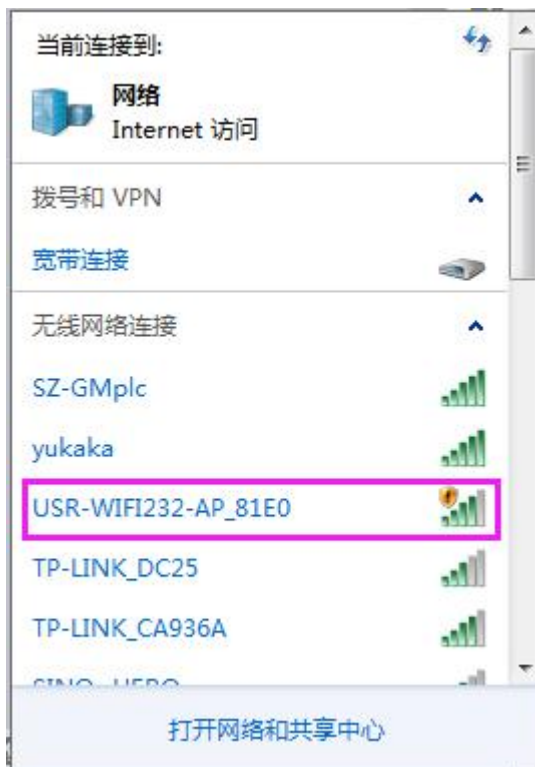 当前连接到:
网络
Internet 访问
拨号和 VPN
宽带连接
无线网络连接
SZ-GMplc
yukaka
USR-WIFI232-AP_81E0
TP-LINK_DC25
TP-LINK_CA936A
打开网络和共享中心